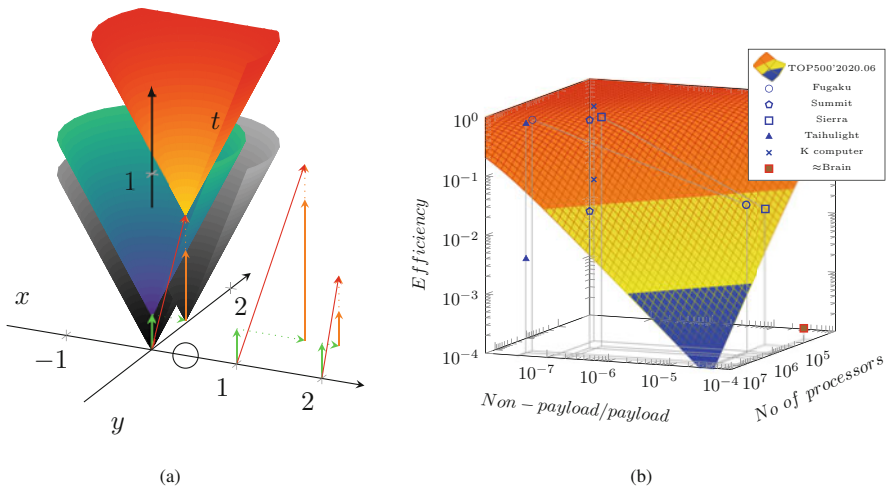 t
1
x
−1
2
1
2
y
(a)
TOP500'2020.06
Fugaku
Summit
Sierra
Taihulight
K computer
≈Brain
10^0
10^-1
10^-2
10^-3
10^-4
Efficiency
10^-7
10^-6
10^-5
10^-4
10^7
10^6
10^5
Non−payload/payload
No of processors
(b)